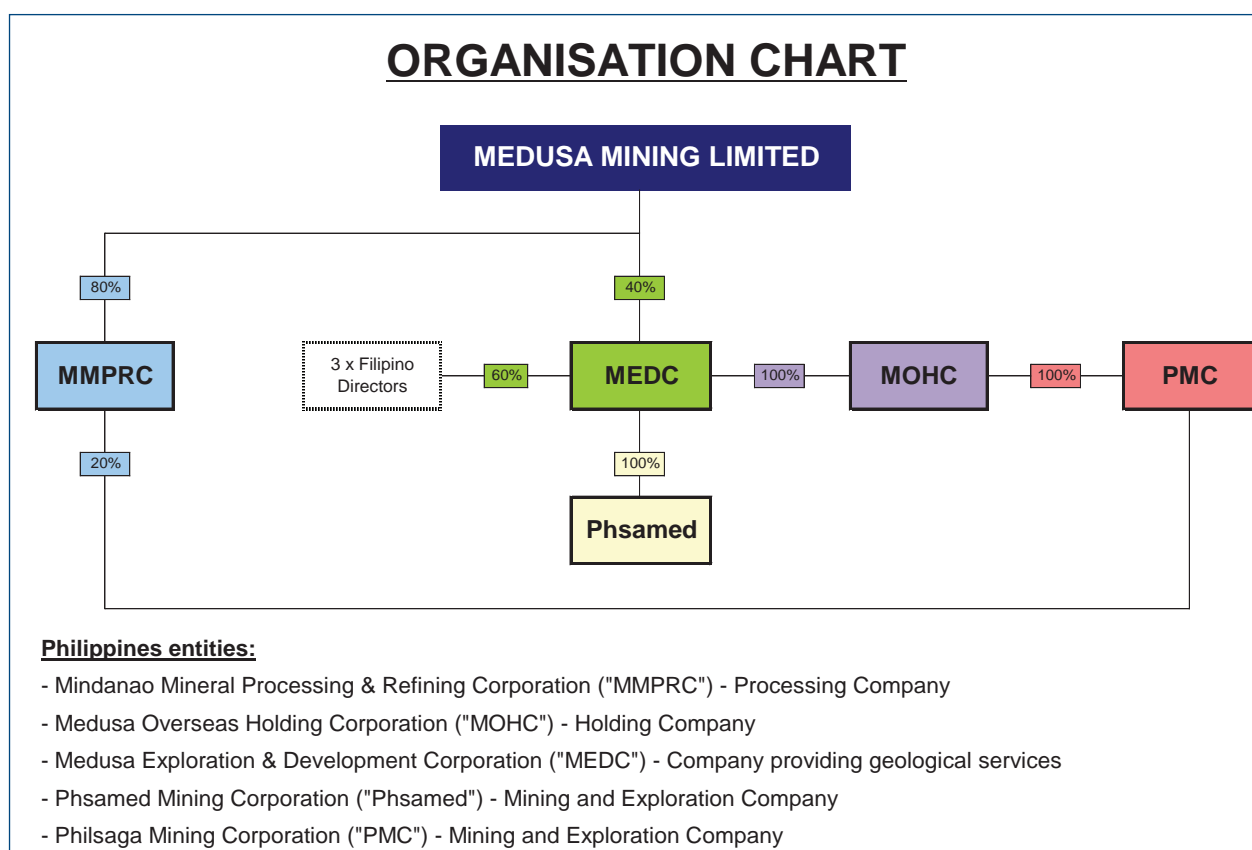 ORGANISATION CHART
MEDUSA MINING LIMITED
80%
40%
MMPRC
3 x Filipino
Directors
60%
MEDC
100%
MOHC
100%
PMC
20%
100%
Phsamed
Philippines entities:
- Mindanao Mineral Processing & Refining Corporation ("MMPRC") - Processing Company
- Medusa Overseas Holding Corporation ("MOHC") - Holding Company
- Medusa Exploration & Development Corporation ("MEDC") - Company providing geological services
- Phsamed Mining Corporation ("Phsamed") - Mining and Exploration Company
- Philsaga Mining Corporation ("PMC") - Mining and Exploration Company